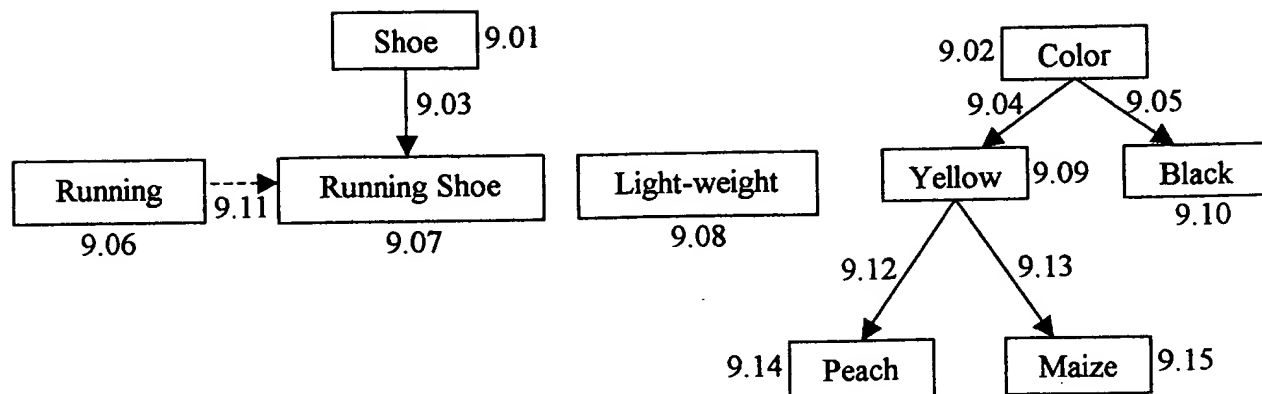 Shoe 9.01
9.02 Color
9.03
9.04 9.05
Running
9.11
Running Shoe
Light-weight
Yellow 9.09
Black
9.06
9.07
9.08
9.10
9.12 9.13
9.14 Peach
Maize 9.15